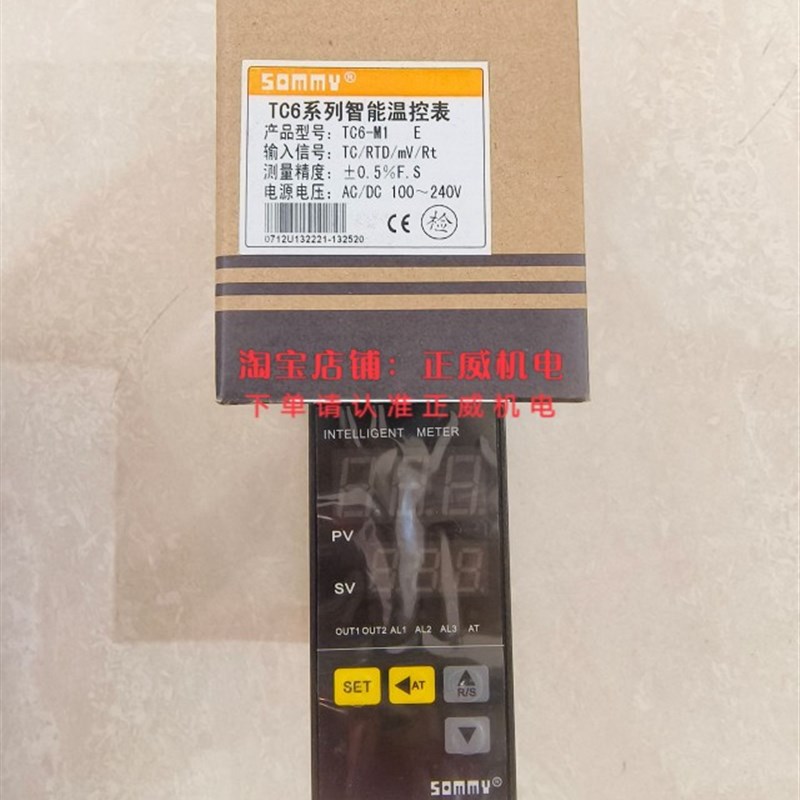 sommy®
TC6系列智能温控表
产品型号: TC6-M1 E
输入信号: TC/RTD/mV/Rt
测量精度: ±0.5%F.S
电源电压: AC/DC 100~240V
CE 检
0712U132221-132520
淘宝店铺：正威机电
下单请认准正威机电
INTELLIGENT METER
PV
SV
OUT1 OUT2 AL1 AL2 AL3 AT
SET AT R/S
sommy®